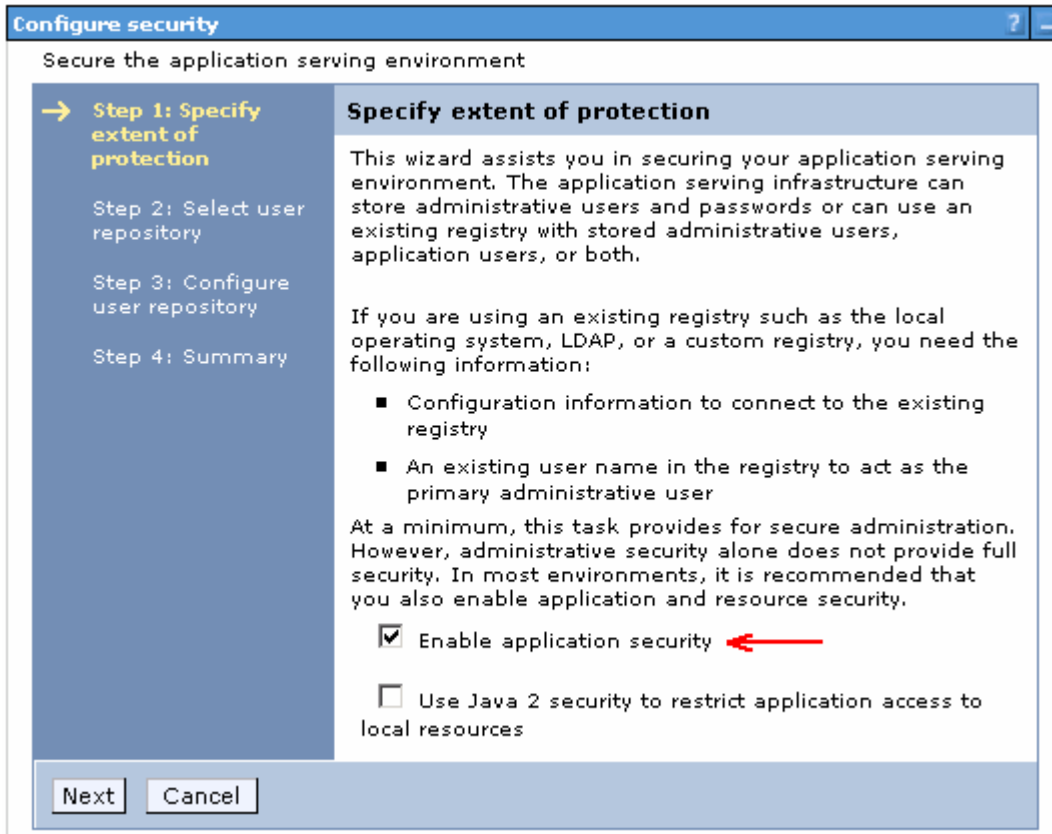 Configure security ?
Secure the application serving environment
Step 1: Specify
extent of
protection
Step 2: Select user
repository
Step 3: Configure
user repository
Step 4: Summary
Specify extent of protection
This wizard assists you in securing your application serving
environment. The application serving infrastructure can
store administrative users and passwords or can use an
existing registry with stored administrative users,
application users, or both.
If you are using an existing registry such as the local
operating system, LDAP, or a custom registry, you need the
following information:
Configuration information to connect to the existing
registry
An existing user name in the registry to act as the
primary administrative user
At a minimum, this task provides for secure administration.
However, administrative security alone does not provide full
security. In most environments, it is recommended that
you also enable application and resource security.
Enable application security
Use Java 2 security to restrict application access to
local resources
Next Cancel